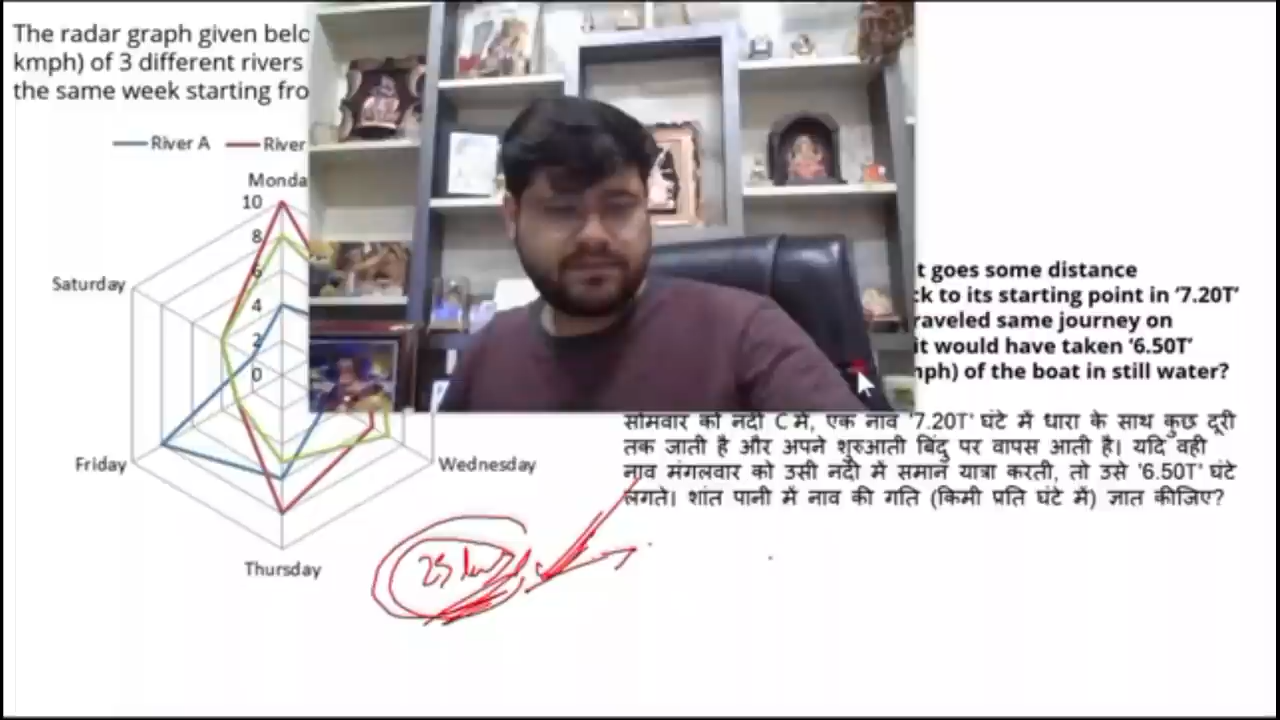 The radar graph given belo
kmph) of 3 different rivers
the same week starting fro
River A River
Monda
10
8
6
4
2
0
Saturday
Friday
Wednesday
Thursday
t goes some distance
ck to its starting point in ‘7.20T’
raveled same journey on
it would have taken ‘6.50T’
nph) of the boat in still water?
सोमवार को नदी C में, एक नाव '7.20T' घंटे में धारा के साथ कुछ दूरी
तक जाती है और अपने शुरुआती बिंदु पर वापस आती है। यदि वही
नाव मंगलवार को उसी नदी में समान यात्रा करती, तो उसे '6.50T' घंटे
लगते। शांत पानी में नाव की गति (किमी प्रति घंटे में) ज्ञात कीजिए?